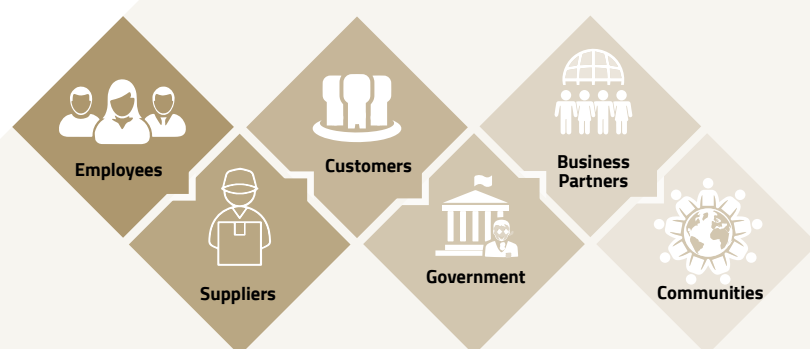 Employees
Suppliers
Customers
Government
Business
Partners
Communities